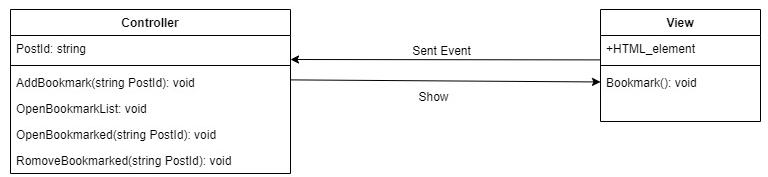 Controller
PostId: string
AddBookmark(string PostId): void
OpenBookmarkList: void
OpenBookmarked(string PostId): void
RomoveBookmarked(string PostId): void
Sent Event
Show
View
+HTML_element
Bookmark(): void